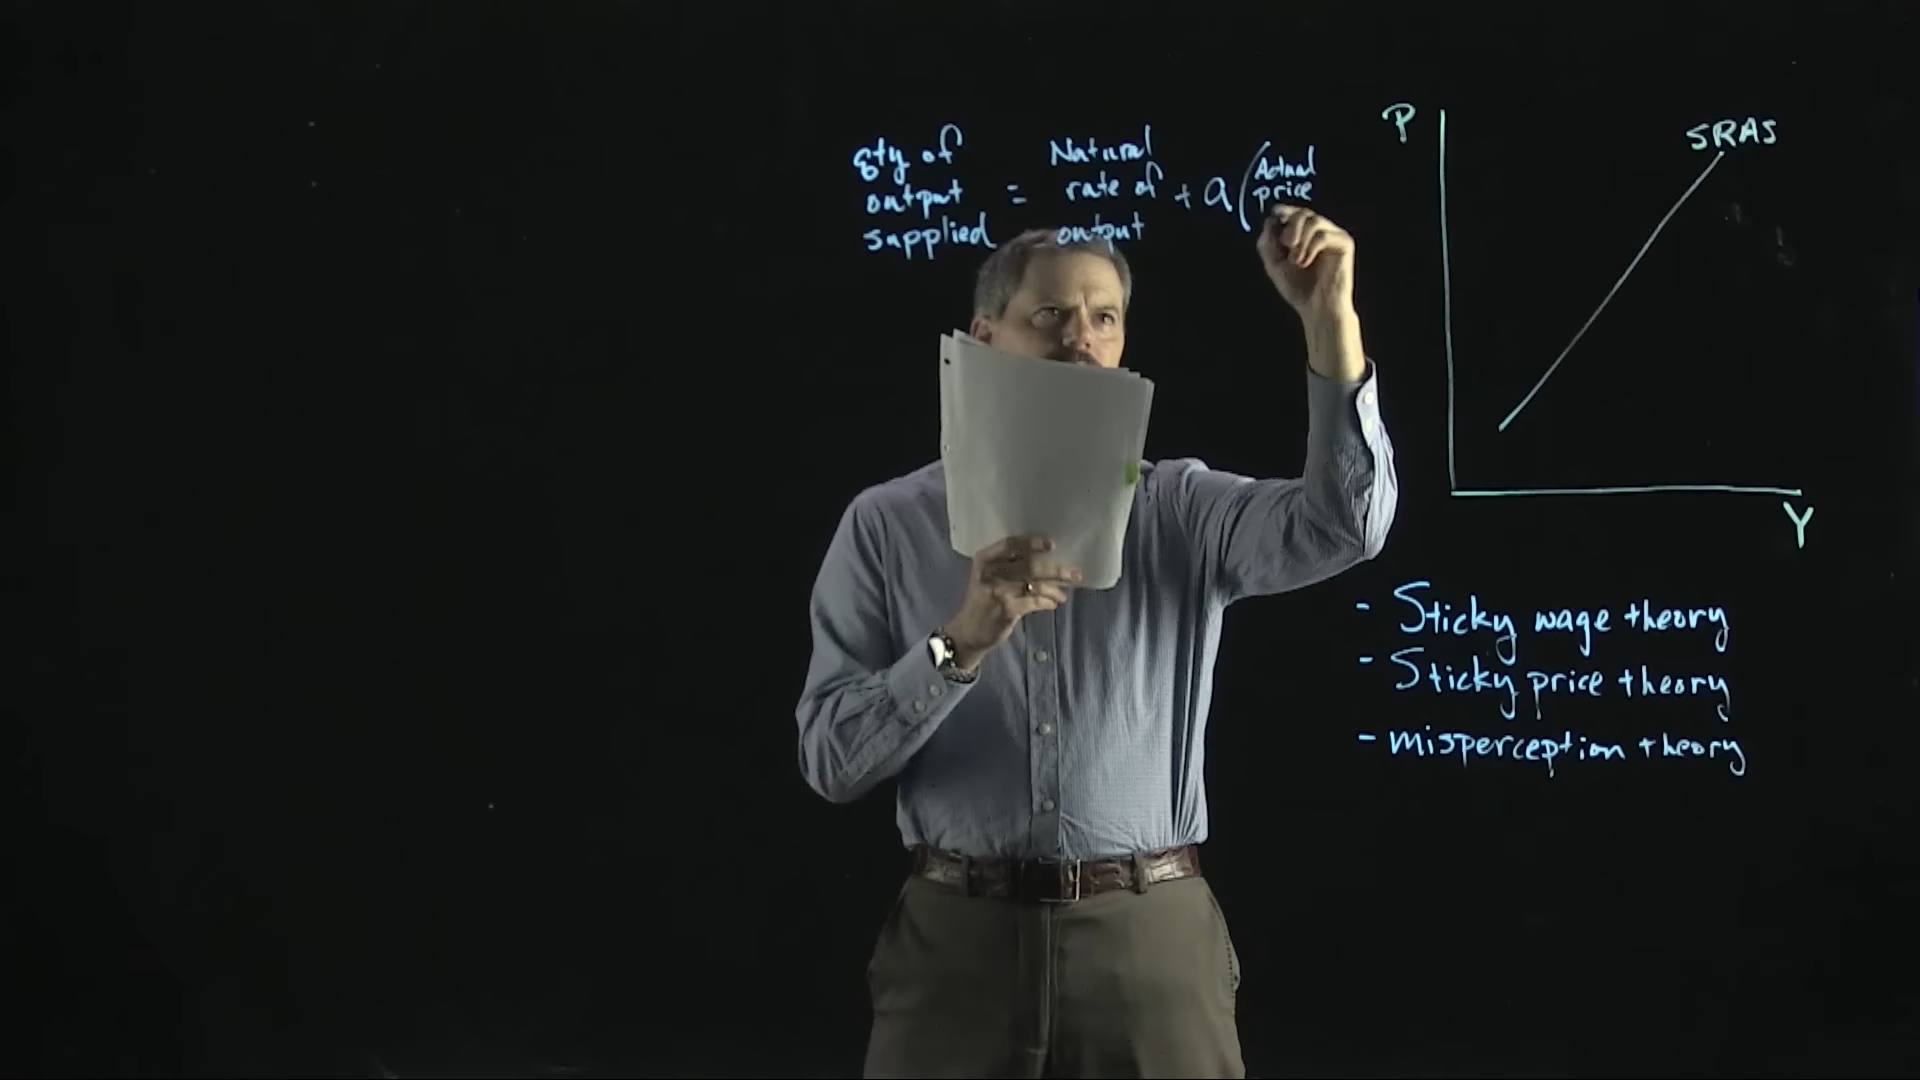 qty of
output
supplied
=
Natural
rate of
output
+ a (
Actual
price
P
SRAS
Y
- Sticky wage theory
- Sticky price theory
- misperception theory